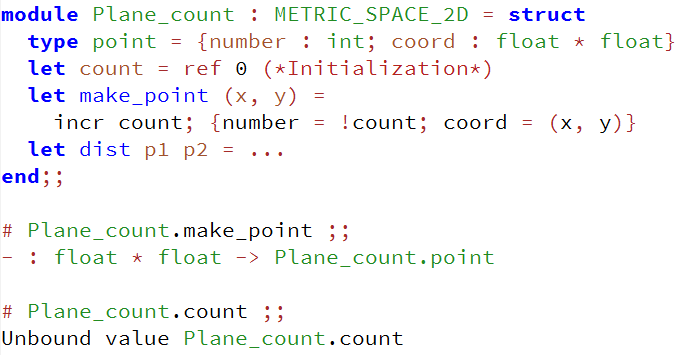 module Plane_count : METRIC_SPACE_2D = struct
type point = {number : int; coord : float * float}
let count = ref 0 (*Initialization*)
let make_point (x, y) =
incr count; {number = !count; coord = (x, y)}
let dist p1 p2 = ...
end;;
# Plane_count.make_point ;;
- : float * float -> Plane_count.point
# Plane_count.count ;;
Unbound value Plane_count.count